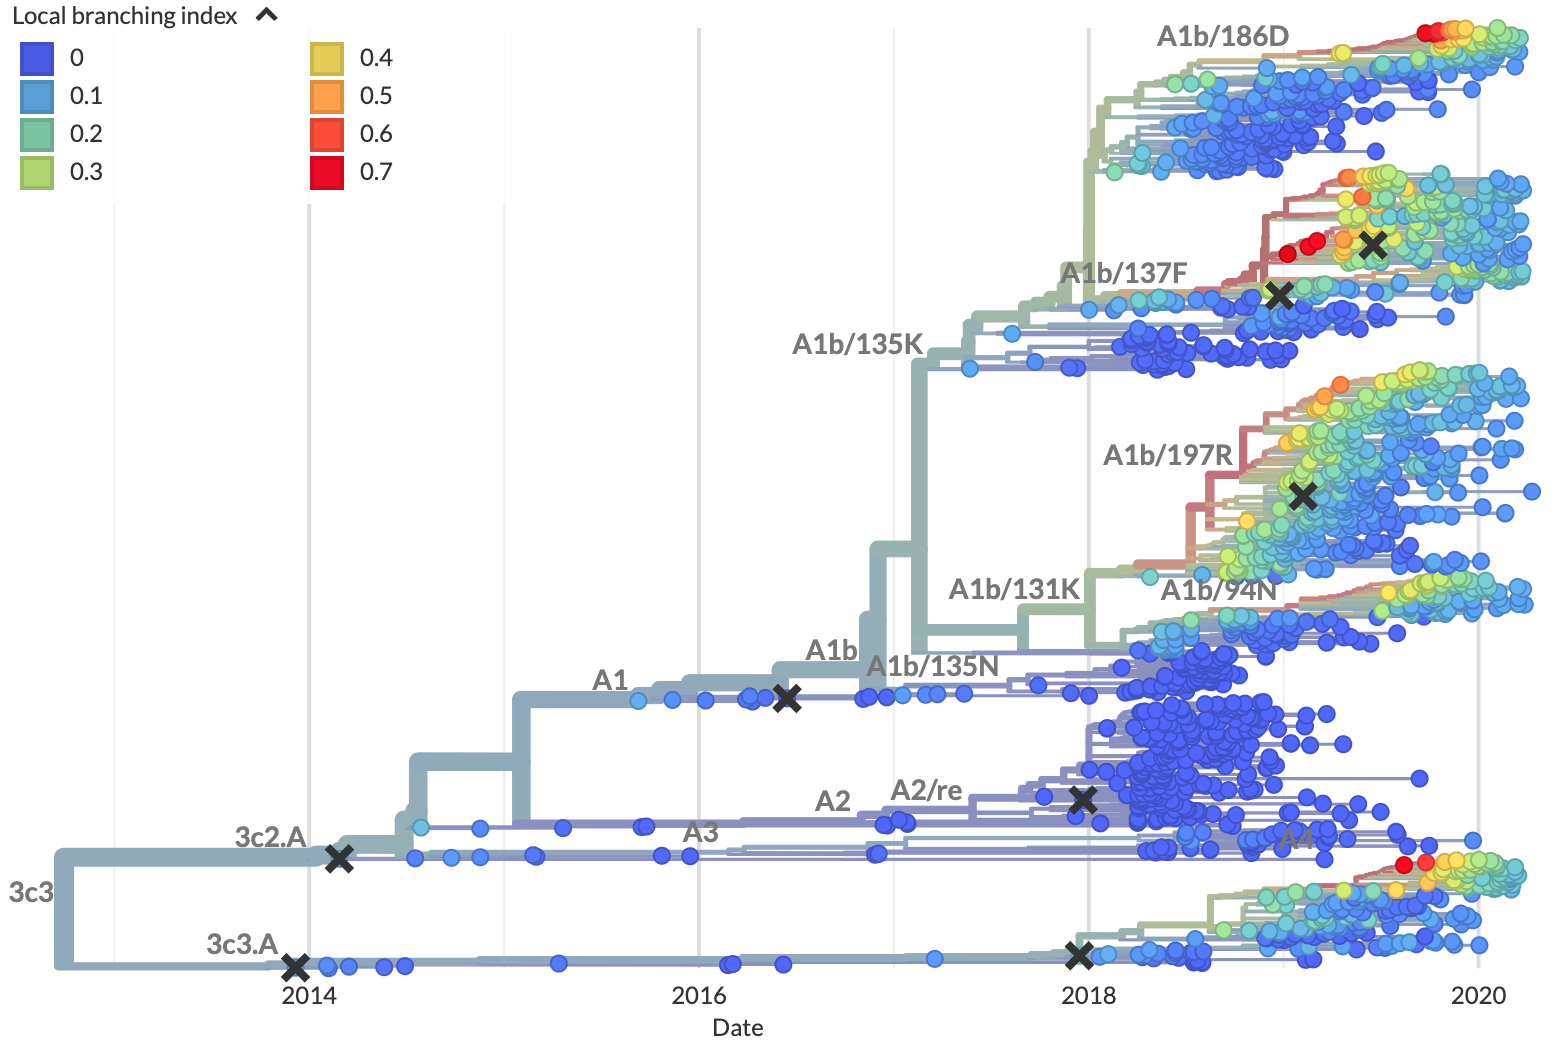 Local branching index
0 0.4
0.1 0.5
0.2 0.6
0.3 0.7
A1b/186D
A1b/137F
A1b/135K
A1b/197R
A1b/131K
A1b/94N
A1b
A1b/135N
A1
A2/re
A2
A3
3c2.A
A4
3c3
3c3.A
2014 2016 2018 2020
Date